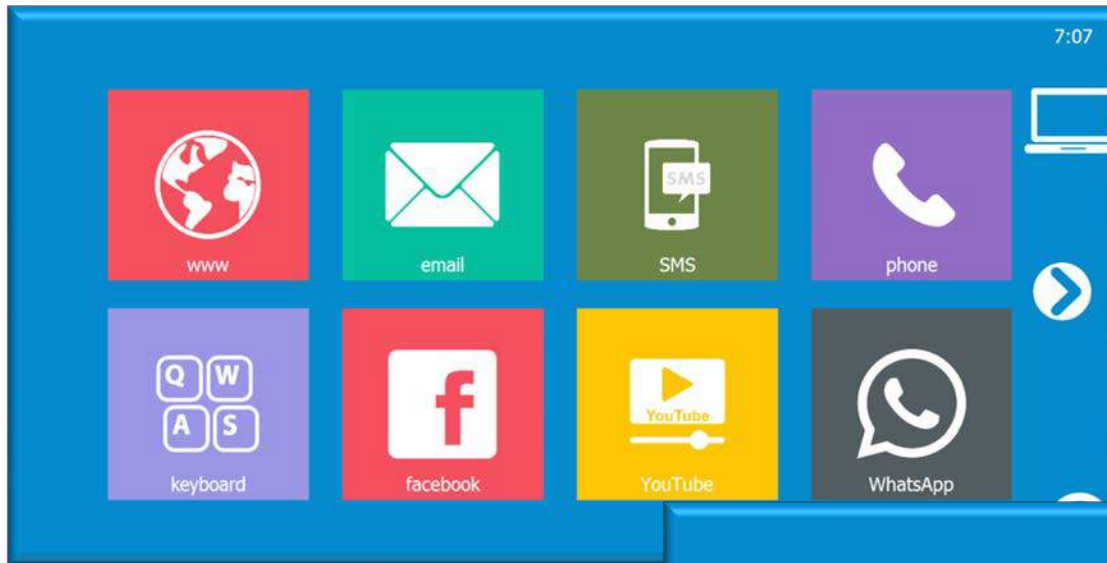 7:07
SMS
www
email
SMS
phone
Q W
A S
f
YouTube
keyboard
facebook
YouTube
WhatsApp